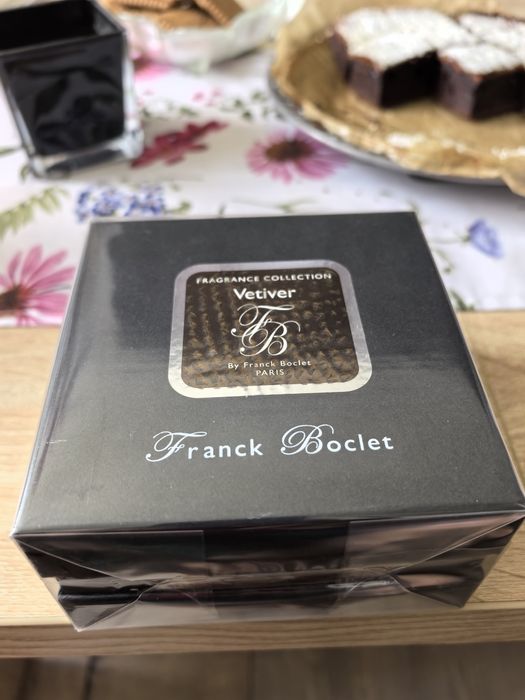 FRAGRANCE COLLECTION
Vetiver
FB
By Franck Boclet
PARIS
Franck Boclet